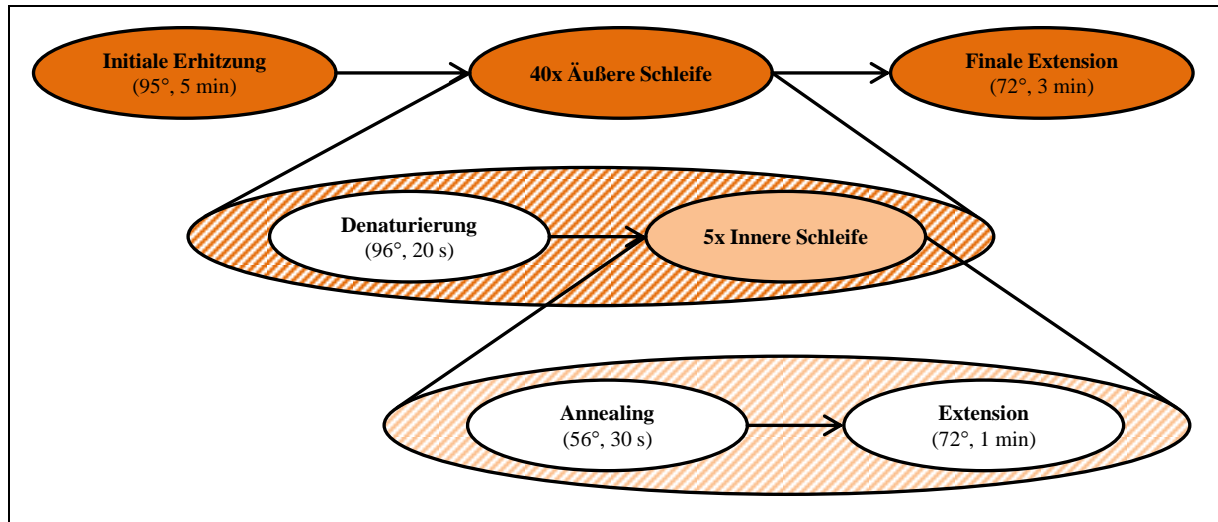 Initiale Erhitzung
(95°, 5 min)
40x Äußere Schleife
Finale Extension
(72°, 3 min)
Denaturierung
(96°, 20 s)
5x Innere Schleife
Annealing
(56°, 30 s)
Extension
(72°, 1 min)